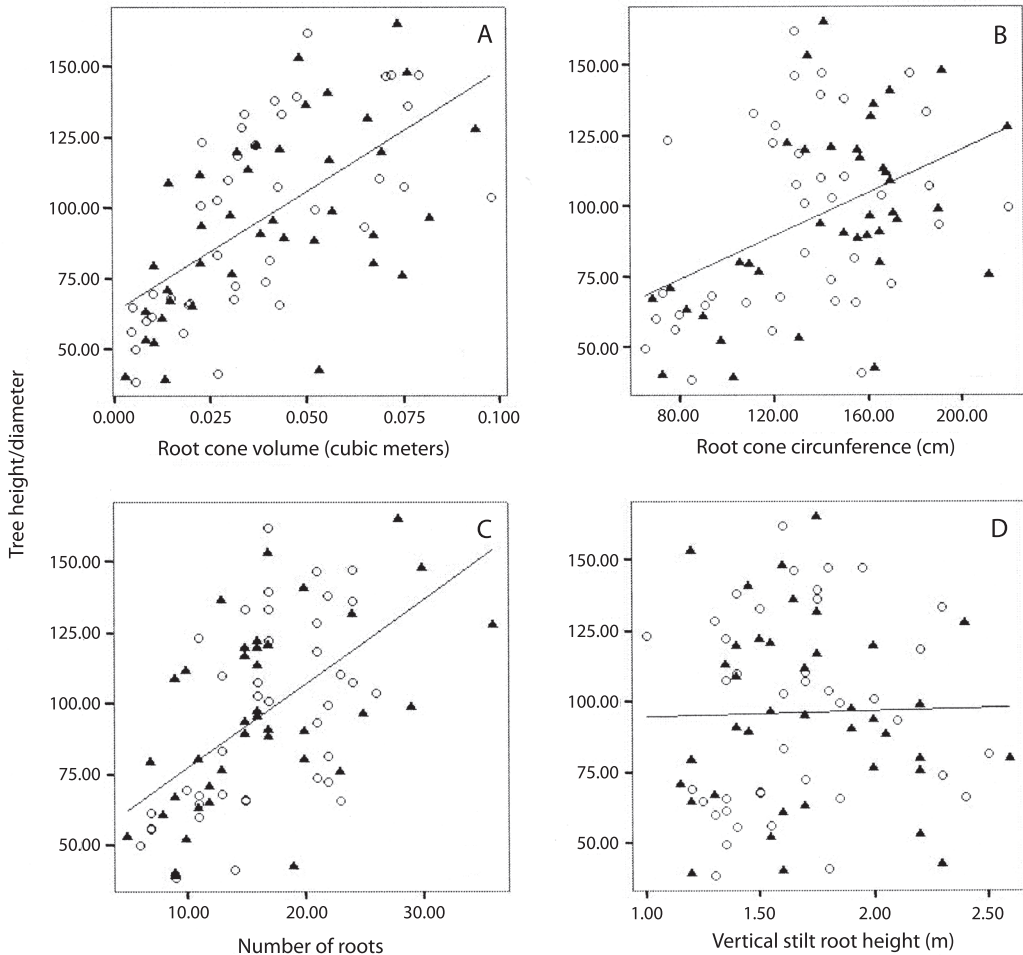 A
150.00
125.00
100.00
75.00
50.00
0.000 0.025 0.050 0.075 0.100
Root cone volume (cubic meters)
B
150.00
125.00
100.00
75.00
50.00
80.00 120.00 160.00 200.00
Root cone circunference (cm)
Tree height/diameter
C
150.00
125.00
100.00
75.00
50.00
10.00 20.00 30.00
Number of roots
D
150.00
125.00
100.00
75.00
50.00
1.00 1.50 2.00 2.50
Vertical stilt root height (m)